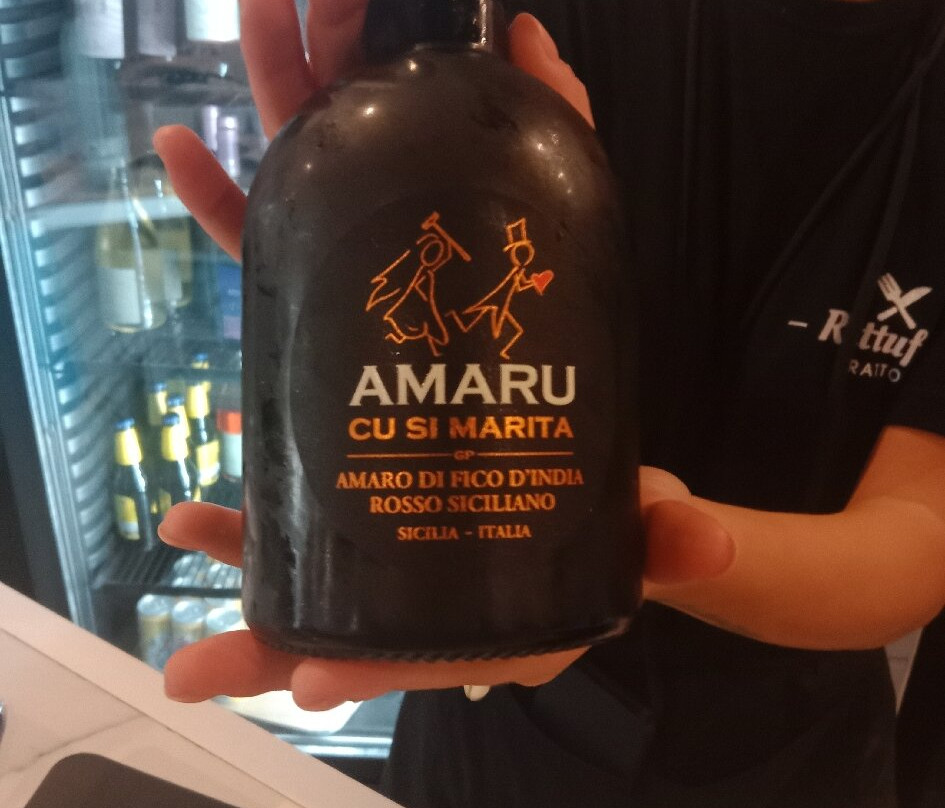 AMARU
CU SI MARITA
GP
AMARO DI FICO D'INDIA
ROSSO SICILIANO
SICILIA - ITALIA